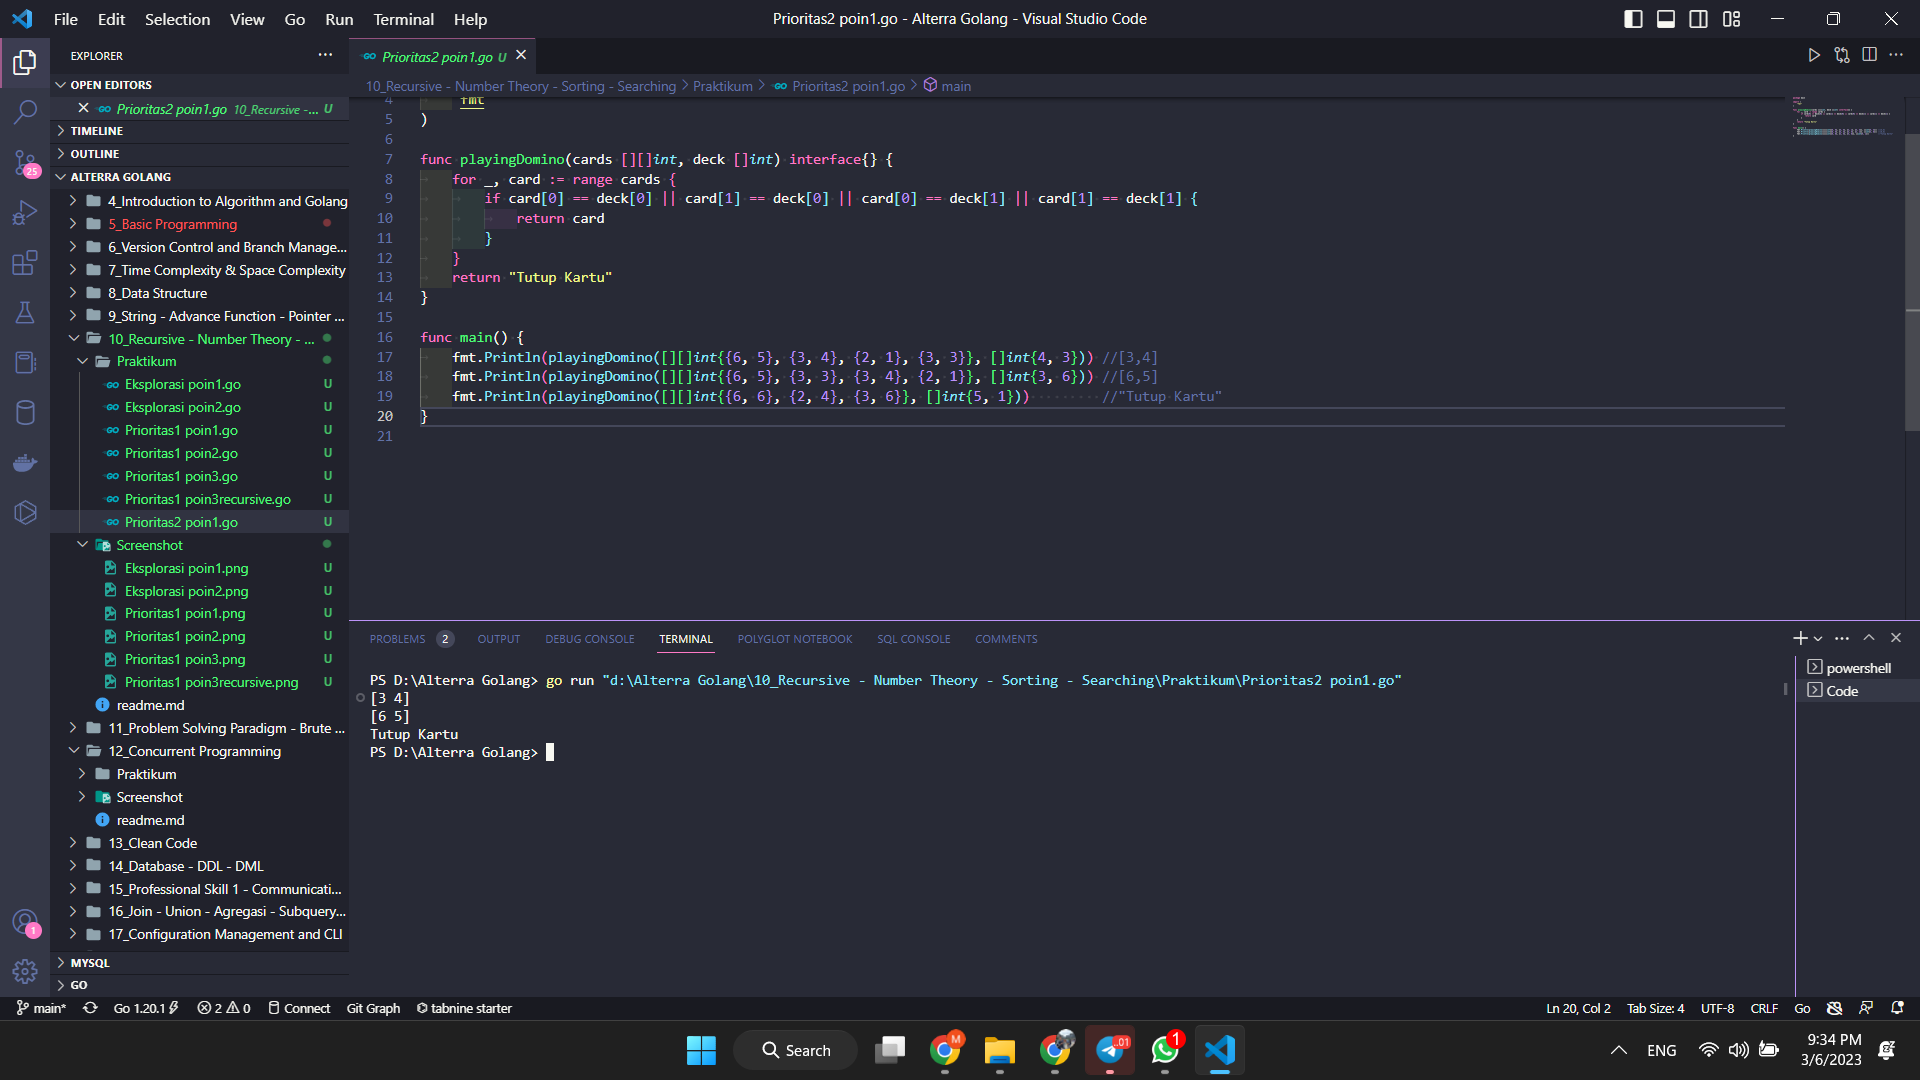 File Edit Selection View Go Run Terminal Help
Prioritas2 poin1.go - Alterra Golang - Visual Studio Code
EXPLORER
OPEN EDITORS
Prioritas2 poin1.go 10_Recursive -... U
TIMELINE
OUTLINE
ALTERRA GOLANG
4_Introduction to Algorithm and Golang
5_Basic Programming
6_Version Control and Branch Manage...
7_Time Complexity & Space Complexity
8_Data Structure
9_String - Advance Function - Pointer ...
10_Recursive - Number Theory - ...
Praktikum
Eksplorasi poin1.go U
Eksplorasi poin2.go U
Prioritas1 poin1.go U
Prioritas1 poin2.go U
Prioritas1 poin3.go U
Prioritas1 poin3recursive.go U
Prioritas2 poin1.go U
Screenshot
Eksplorasi poin1.png U
Eksplorasi poin2.png U
Prioritas1 poin1.png U
Prioritas1 poin2.png U
Prioritas1 poin3.png U
Prioritas1 poin3recursive.png U
readme.md
11_Problem Solving Paradigm - Brute ...
12_Concurrent Programming
Praktikum
Screenshot
readme.md
13_Clean Code
14_Database - DDL - DML
15_Professional Skill 1 - Communicati...
16_Join - Union - Agregasi - Subquery...
17_Configuration Management and CLI
MYSQL
GO
25
1
Prioritas2 poin1.go U
10_Recursive - Number Theory - Sorting - Searching > Praktikum > Prioritas2 poin1.go > main
4 "fmt"
5 )
6
7 func playingDomino(cards [][]int, deck []int) interface{} {
8 for _, card := range cards {
9 if card[0] == deck[0] || card[1] == deck[0] || card[0] == deck[1] || card[1] == deck[1] {
10 return card
11 }
12 }
13 return "Tutup Kartu"
14 }
15
16 func main() {
17 fmt.Println(playingDomino([][]int{{6, 5}, {3, 4}, {2, 1}, {3, 3}}, []int{4, 3})) //[3,4]
18 fmt.Println(playingDomino([][]int{{6, 5}, {3, 3}, {3, 4}, {2, 1}}, []int{3, 6})) //[6,5]
19 fmt.Println(playingDomino([][]int{{6, 6}, {2, 4}, {3, 6}}, []int{5, 1})) //"Tutup Kartu"
20 }
21
PROBLEMS 2 OUTPUT DEBUG CONSOLE TERMINAL POLYGLOT NOTEBOOK SQL CONSOLE COMMENTS
PS D:\Alterra Golang> go run "d:\Alterra Golang\10_Recursive - Number Theory - Sorting - Searching\Praktikum\Prioritas2 poin1.go"
[3 4]
[6 5]
Tutup Kartu
PS D:\Alterra Golang>
powershell
Code
main* Go 1.20.1 2 0 Connect Git Graph tabnine starter
Ln 20, Col 2 Tab Size: 4 UTF-8 CRLF Go
Search
M
..01
1
ENG
9:34 PM
3/6/2023